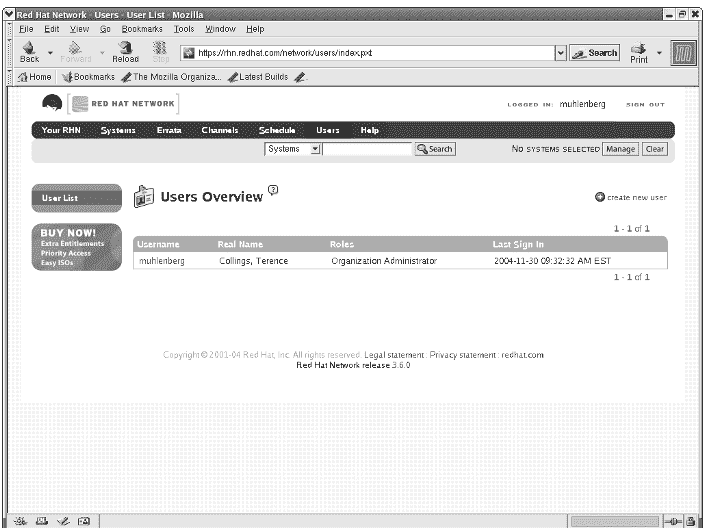 Red Hat Network - Users - User List - Mozilla
File Edit View Go Bookmarks Tools Window Help
Back Forward Reload Stop https://rhn.redhat.com/network/users/index.pxt Search Print
Home Bookmarks The Mozilla Organiza... Latest Builds
RED HAT NETWORK LOGGED IN: muhlenberg SIGN OUT
Your RHN Systems Errata Channels Schedule Users Help
Systems Search NO SYSTEMS SELECTED Manage Clear
User List Users Overview ? create new user
1 - 1 of 1
BUY NOW!
Extra Entitlements
Priority Access
Easy ISOs
Username Real Name Roles Last Sign In
muhlenberg Collings, Terence Organization Administrator 2004-11-30 09:32:32 AM EST
1 - 1 of 1
Copyright © 2001-04 Red Hat, Inc. All rights reserved. Legal statement : Privacy statement : redhat.com
Red Hat Network release 3.6.0